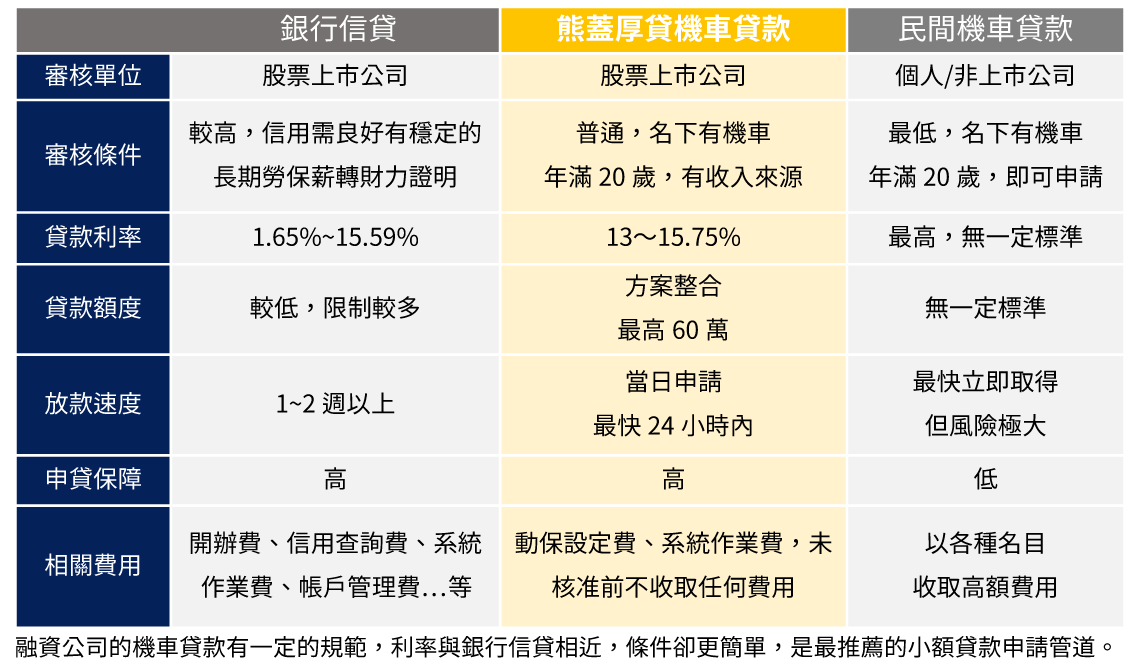 銀行信貸 熊蓋厚貸機車貸款 民間機車貸款
審核單位 股票上市公司 股票上市公司 個人/非上市公司
審核條件
較高，信用需良好有穩定的
長期勞保薪轉財力證明
普通，名下有機車
年滿 20 歲，有收入來源
最低，名下有機車
年滿 20 歲，即可申請
貸款利率 1.65%~15.59% 13～15.75% 最高，無一定標準
貸款額度 較低，限制較多
方案整合
最高 60 萬
無一定標準
放款速度 1~2 週以上
當日申請
最快 24 小時內
最快立即取得
但風險極大
申貸保障 高 高 低
相關費用
開辦費、信用查詢費、系統
作業費、帳戶管理費…等
動保設定費、系統作業費，未
核准前不收取任何費用
以各種名目
收取高額費用
融資公司的機車貸款有一定的規範，利率與銀行信貸相近，條件卻更簡單，是最推薦的小額貸款申請管道。